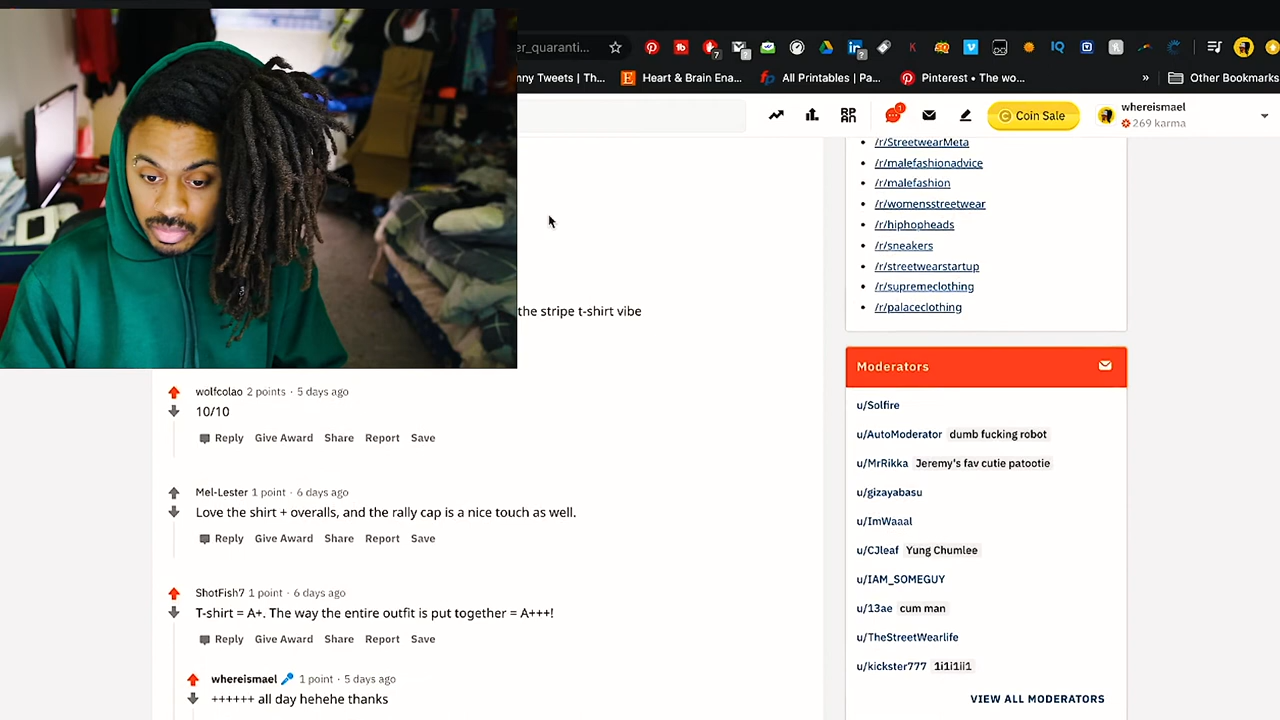 er_quaranti...
7
?
?
K
IQ
nny Tweets | Th...
Heart & Brain Ena...
All Printables | Pa...
Pinterest • The wo...
»
Other Bookmarks
1
Coin Sale
whereismael
269 karma
/r/StreetwearMeta
/r/malefashionadvice
/r/malefashion
/r/womensstreetwear
/r/hiphopheads
/r/sneakers
/r/streetwearstartup
/r/supremeclothing
/r/palaceclothing
the stripe t-shirt vibe
wolfcolao 2 points · 5 days ago
10/10
Reply Give Award Share Report Save
Mel-Lester 1 point · 6 days ago
Love the shirt + overalls, and the rally cap is a nice touch as well.
Reply Give Award Share Report Save
ShotFish7 1 point · 6 days ago
T-shirt = A+. The way the entire outfit is put together = A+++!
Reply Give Award Share Report Save
whereismael 1 point · 5 days ago
++++++ all day hehehe thanks
Moderators
u/Solfire
u/AutoModerator dumb fucking robot
u/MrRikka Jeremy's fav cutie patootie
u/gizayabasu
u/ImWaaal
u/CJleaf Yung Chumlee
u/IAM_SOMEGUY
u/13ae cum man
u/TheStreetWearlife
u/kickster777 1i1i1ii1
VIEW ALL MODERATORS